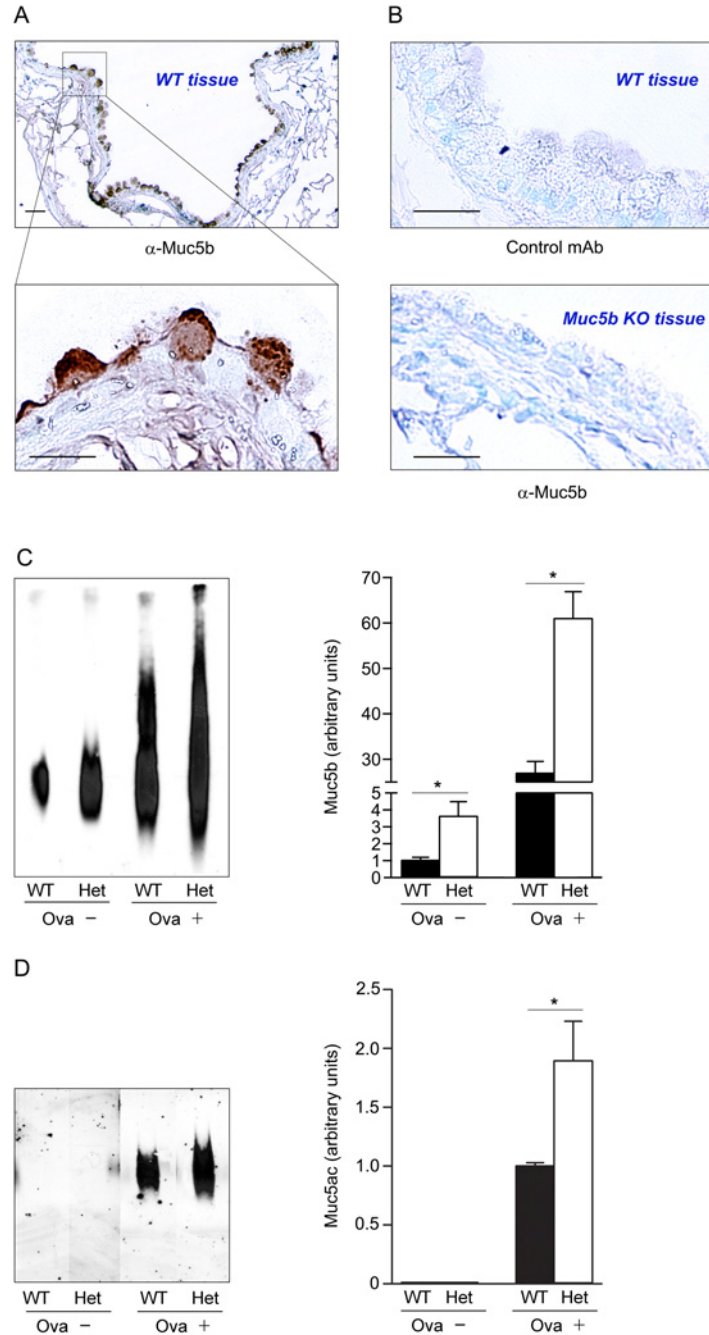 A
B
WT tissue
WT tissue
α-Muc5b
Control mAb
Muc5b KO tissue
α-Muc5b
C
WT Het WT Het
Ova − Ova +
Muc5b (arbitrary units)
70
60
50
40
30
5
4
3
2
1
0
*
*
WT Het WT Het
Ova − Ova +
D
WT Het WT Het
Ova − Ova +
Muc5ac (arbitrary units)
2.5
2.0
1.5
1.0
0.5
0
*
WT Het WT Het
Ova − Ova +